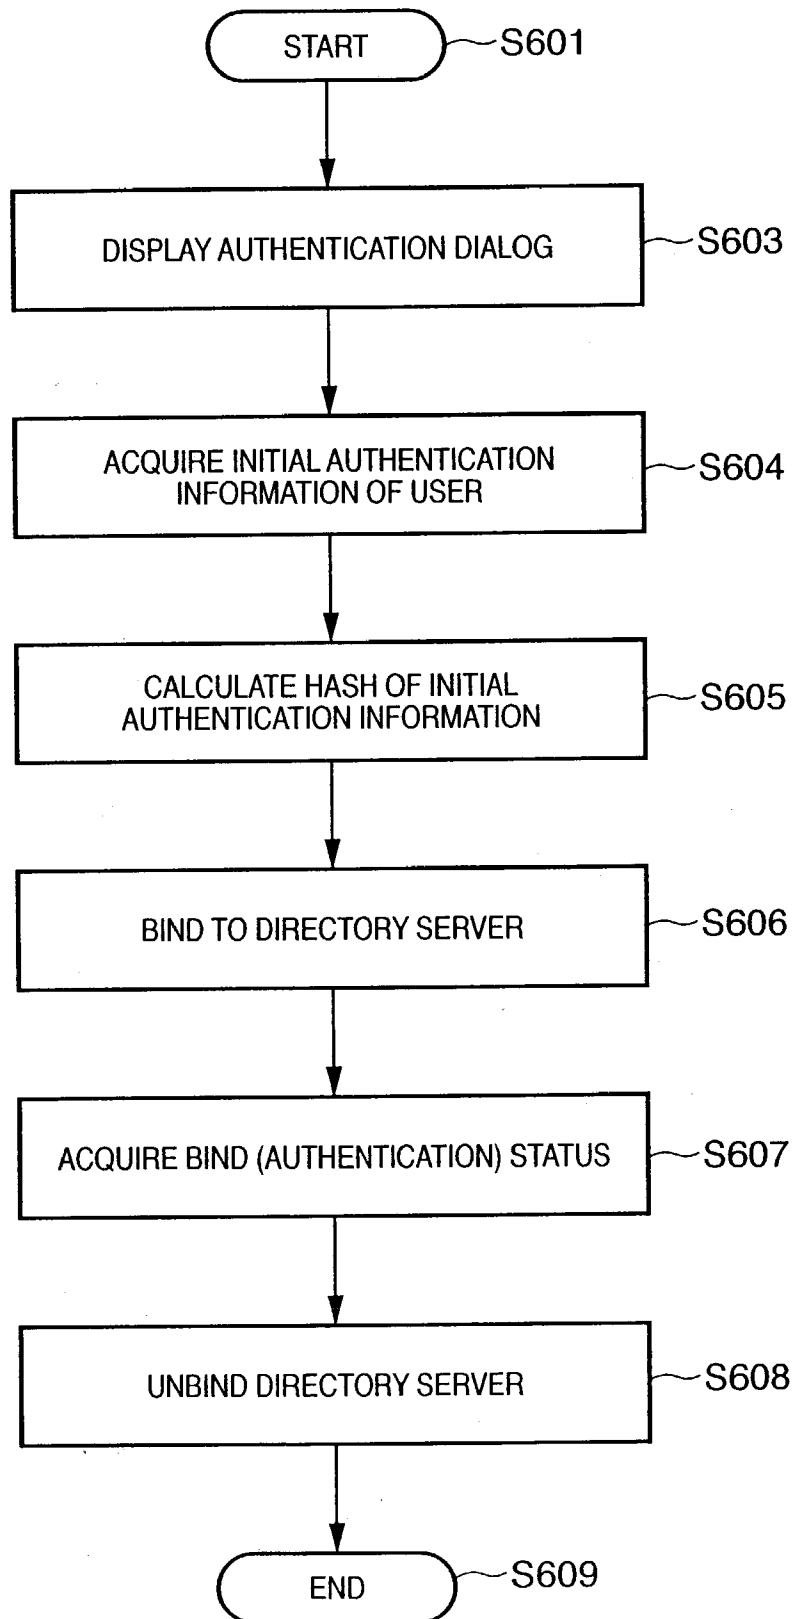 START
S601
DISPLAY AUTHENTICATION DIALOG
S603
ACQUIRE INITIAL AUTHENTICATION
INFORMATION OF USER
S604
CALCULATE HASH OF INITIAL
AUTHENTICATION INFORMATION
S605
BIND TO DIRECTORY SERVER
S606
ACQUIRE BIND (AUTHENTICATION) STATUS
S607
UNBIND DIRECTORY SERVER
S608
END
S609